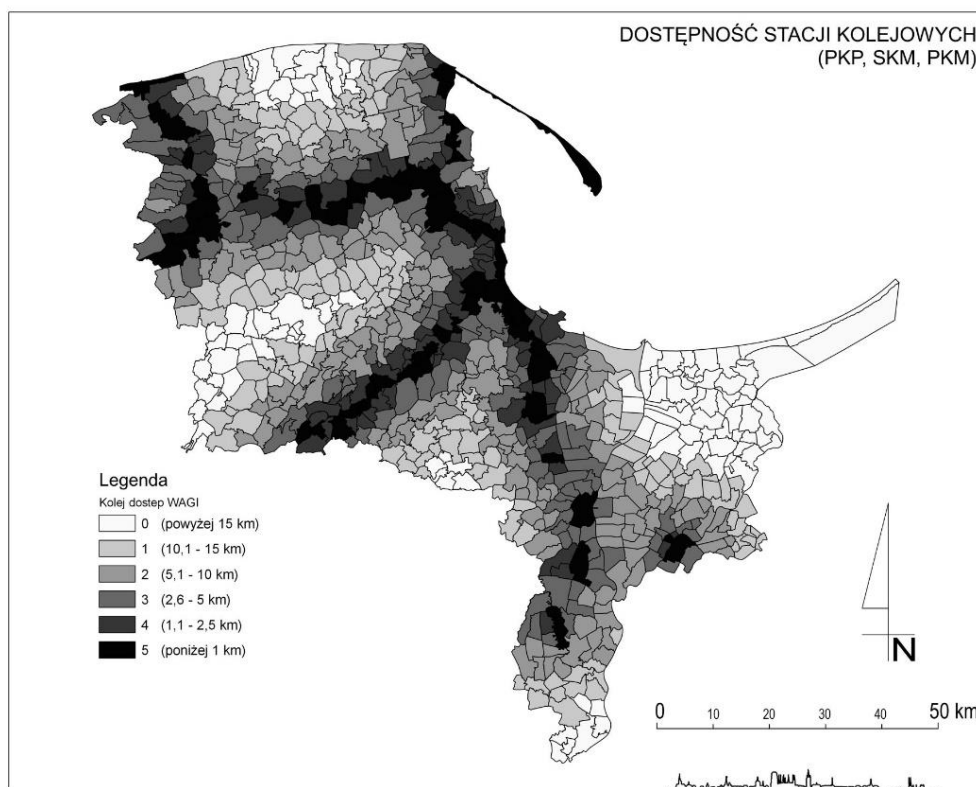 DOSTĘPNOŚĆ STACJI KOLEJOWYCH
(PKP, SKM, PKM)
Legenda
Kolej dostep WAGI
0 (powyżej 15 km)
1 (10,1 - 15 km)
2 (5,1 - 10 km)
3 (2,6 - 5 km)
4 (1,1 - 2,5 km)
5 (poniżej 1 km)
N
0 10 20 30 40 50 km